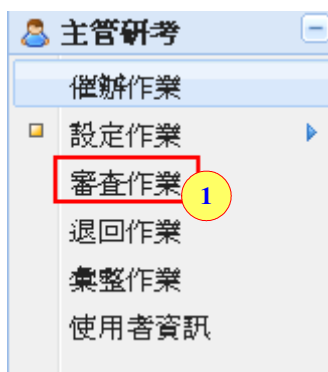 主管研考
催辦作業
設定作業
審查作業
1
退回作業
彙整作業
使用者資訊